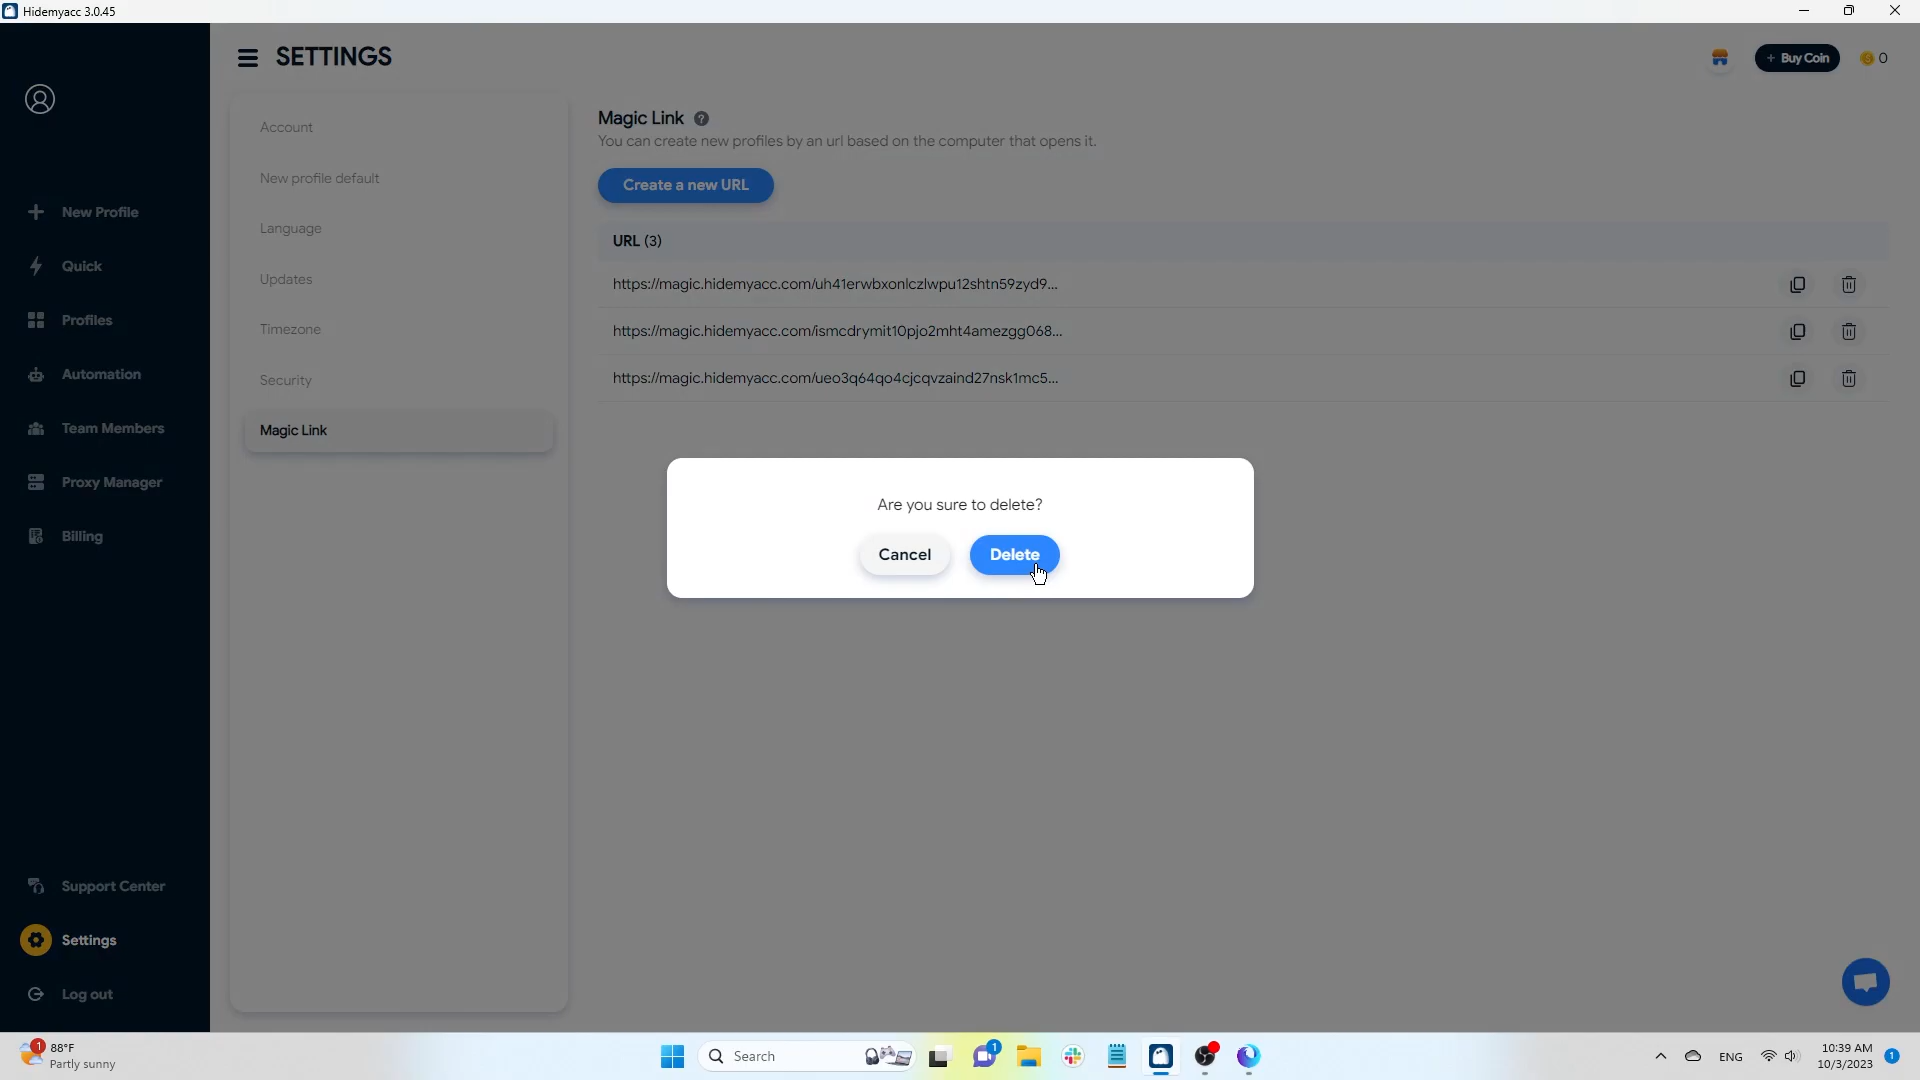 Hidemyacc 3.0.45
SETTINGS
+ Buy Coin
0
New Profile
Quick
Profiles
Automation
Team Members
Proxy Manager
Billing
Support Center
Settings
Log out
Account
New profile default
Language
Updates
Timezone
Security
Magic Link
Magic Link ?
You can create new profiles by an url based on the computer that opens it.
Create a new URL
URL (3)
https://magic.hidemyacc.com/uh41erwbxonlczlwpu12shtn59zyd9...
https://magic.hidemyacc.com/ismcdrymit10pjo2mht4amezgg068...
https://magic.hidemyacc.com/ueo3q64qo4cjcqvzaind27nsk1mc5...
Are you sure to delete?
Cancel
Delete
1
88°F
Partly sunny
Search
1
ENG
10:39 AM
10/3/2023
1